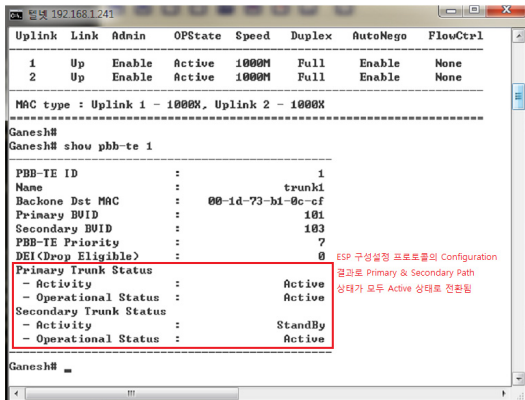 텔넷 192.168.1.241
Uplink Link Admin OPState Speed Duplex AutoNego FlowCtrl
1 Up Enable Active 1000M Full Enable None
2 Up Enable Active 1000M Full Enable None
MAC type : Uplink 1 - 1000X, Uplink 2 - 1000X
Ganesh#
Ganesh# show pbb-te 1
PBB-TE ID : 1
Name : trunk1
Backone Dst MAC : 00-1d-73-b1-0c-cf
Primary BVID : 101
Secondary BVID : 103
PBB-TE Priority : 7
DEI(Drop Eligible) : 0
ESP 구성설정 프로토콜의 Configuration
결과로 Primary & Secondary Path
상태가 모두 Active 상태로 전환됨
Primary Trunk Status
- Activity : Active
- Operational Status : Active
Secondary Trunk Status
- Activity : StandBy
- Operational Status : Active
Ganesh#